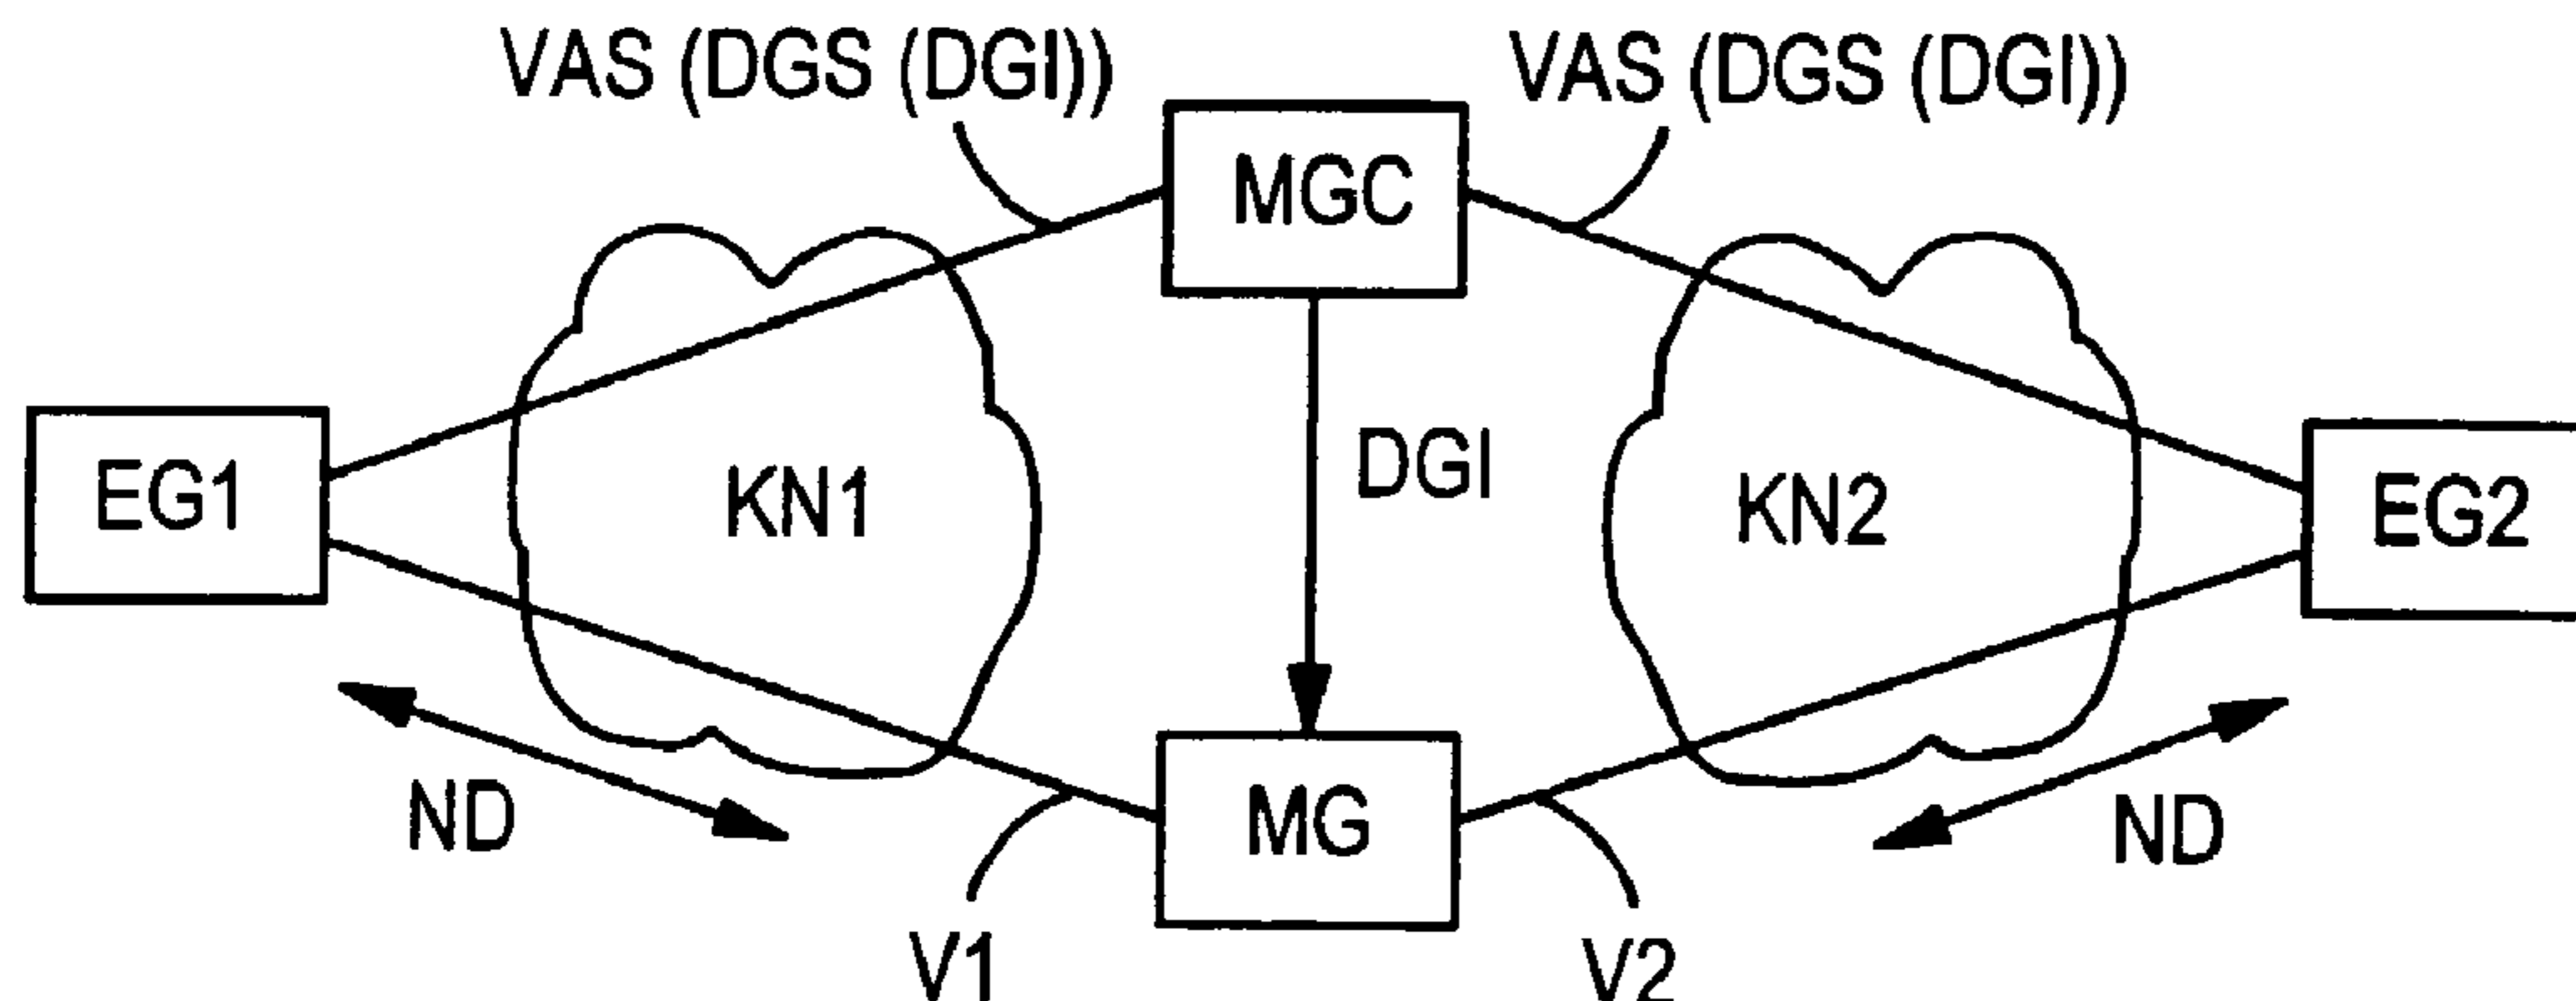 VAS (DGS (DGI))
VAS (DGS (DGI))
MGC
DGI
EG1
KN1
KN2
EG2
ND
MG
ND
V1
V2